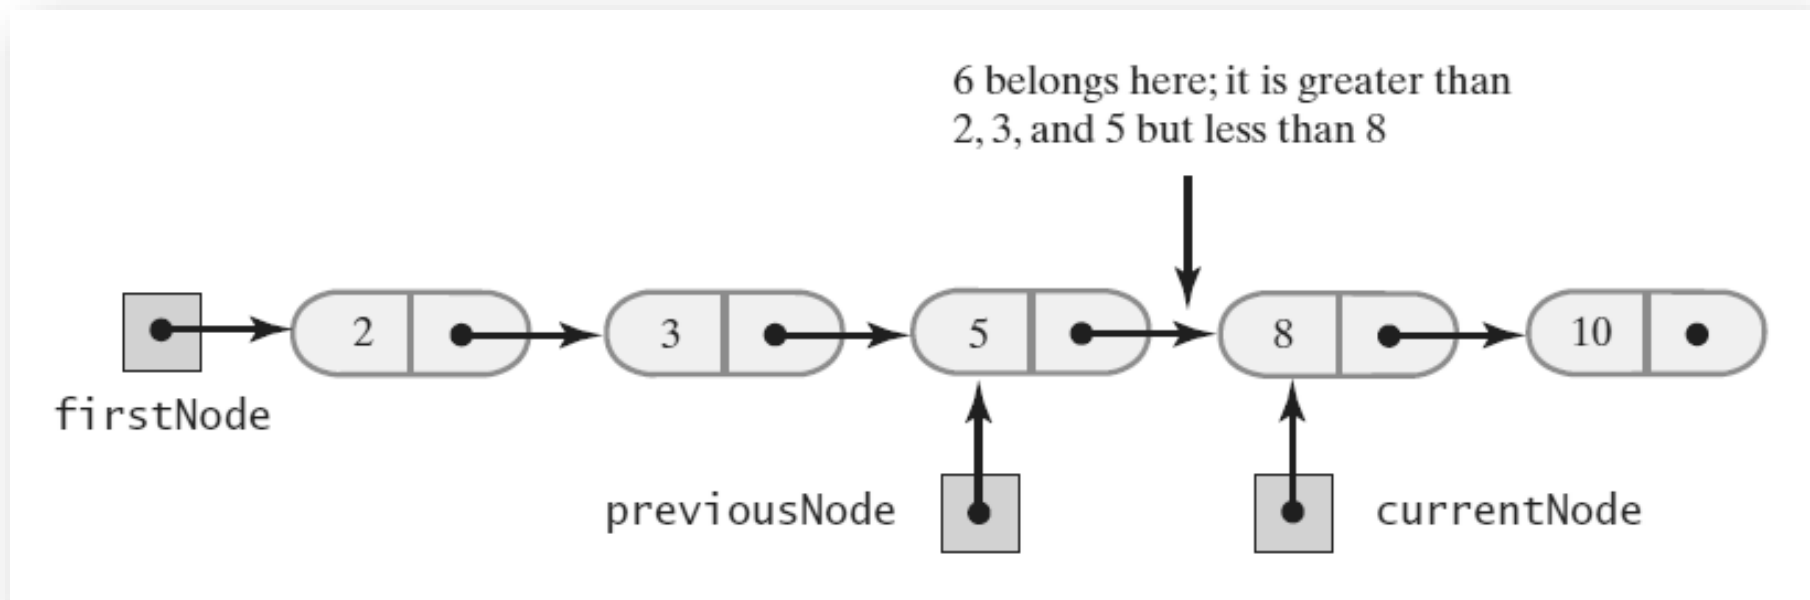 6 belongs here; it is greater than
2, 3, and 5 but less than 8
2
3
5
8
10
firstNode
previousNode
currentNode